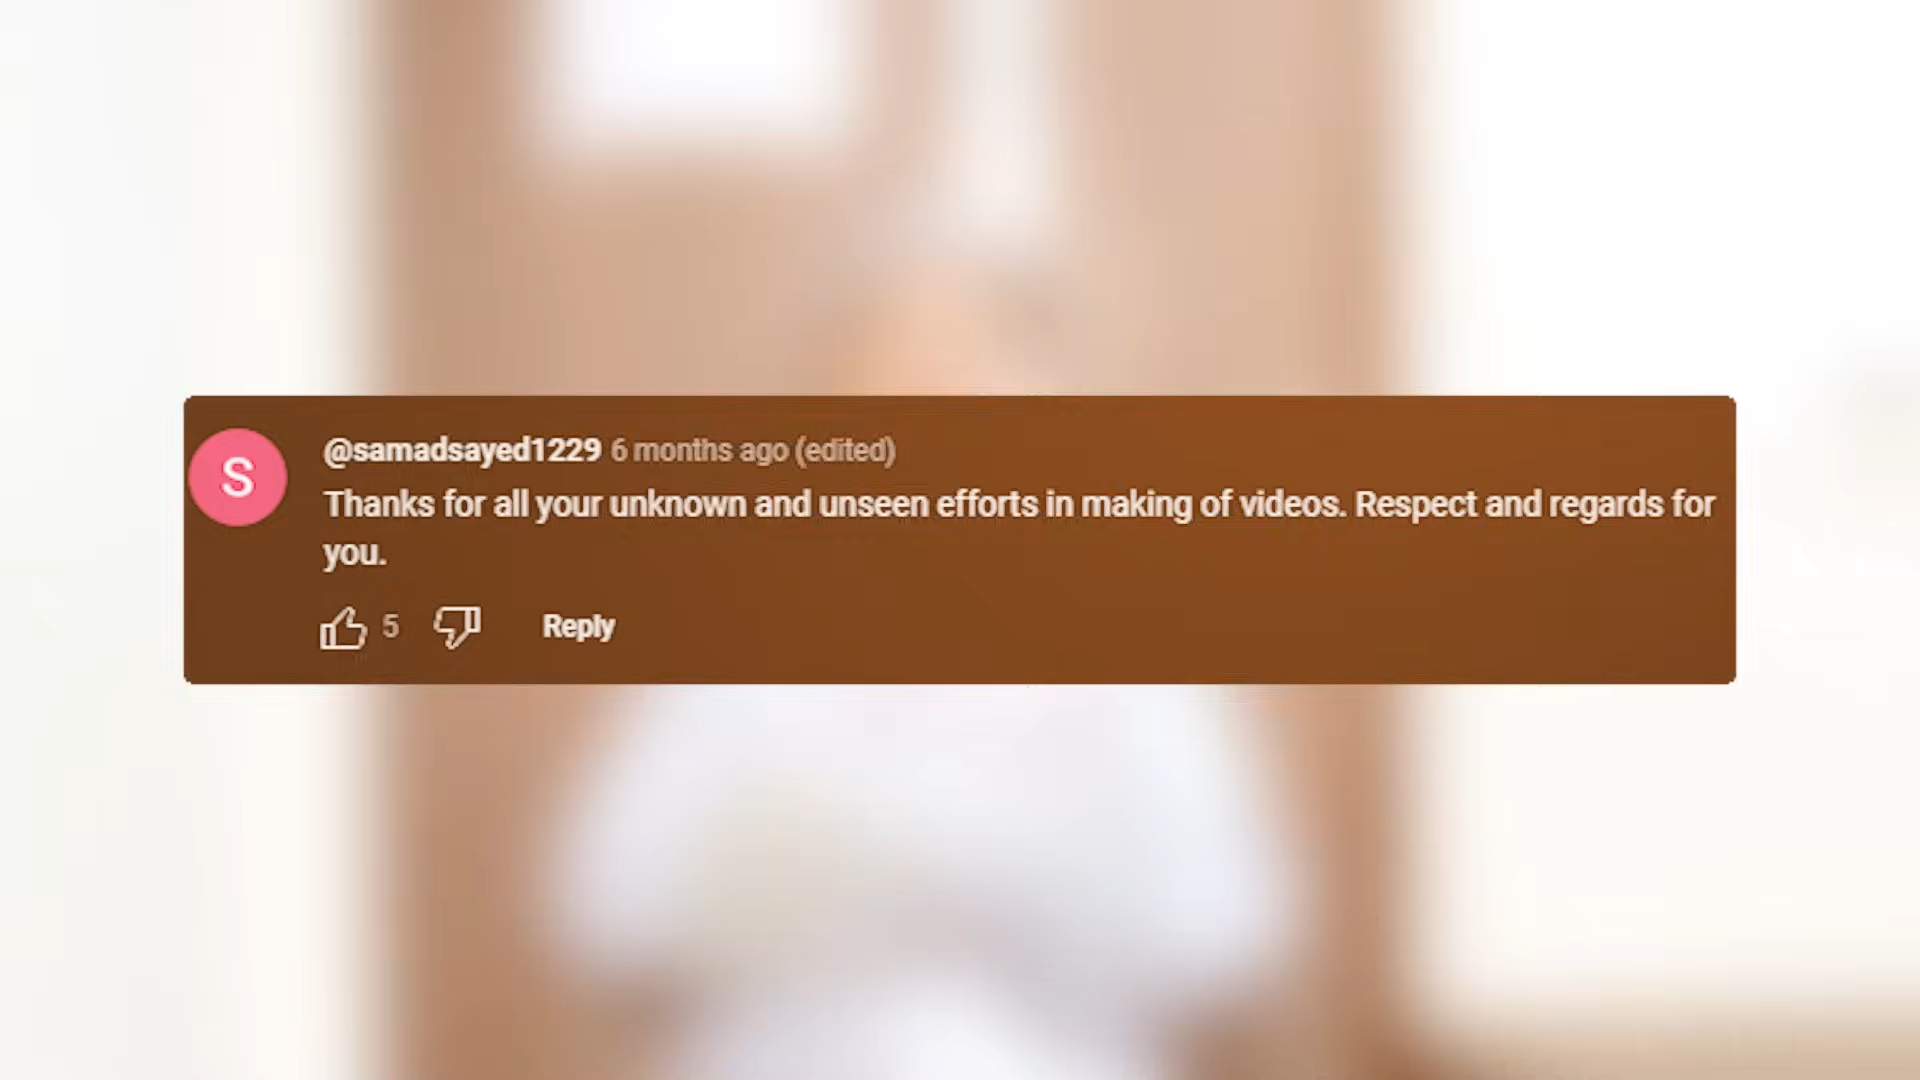 S
@samadsayed1229 6 months ago (edited)
Thanks for all your unknown and unseen efforts in making of videos. Respect and regards for
you.
5 Reply